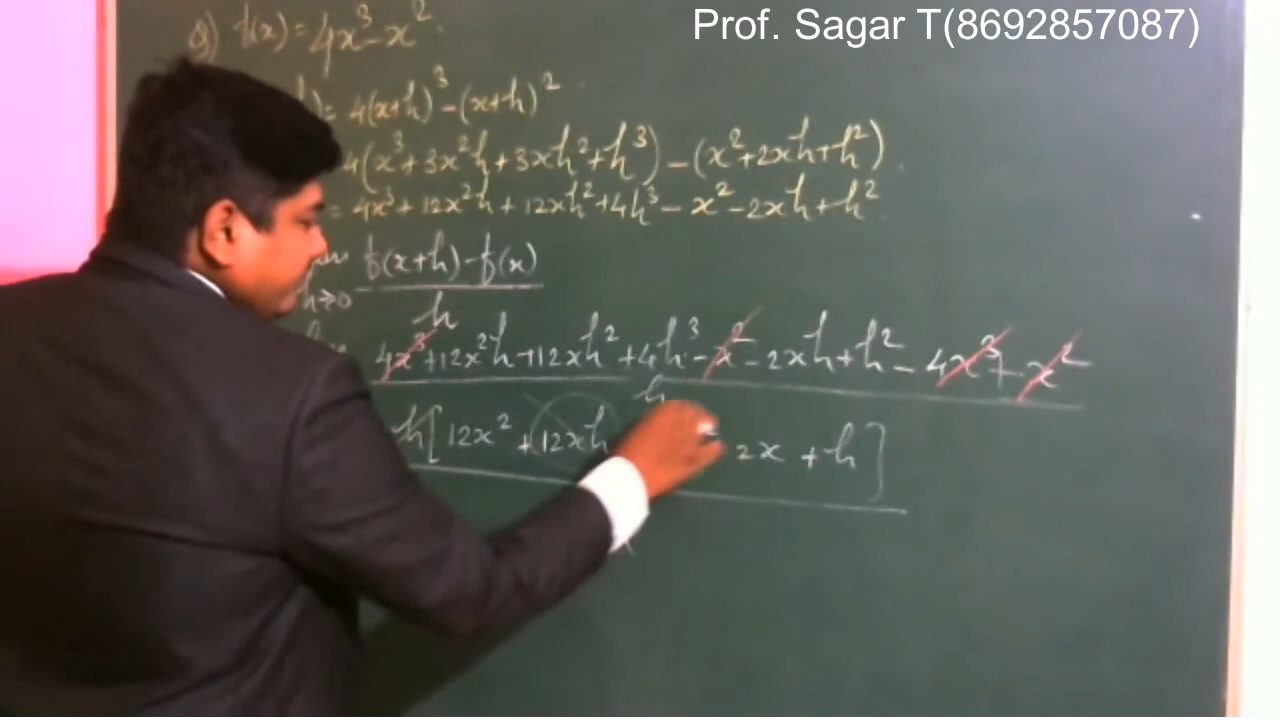 Prof. Sagar T(8692857087)
Q) f(x) = 4x³-x²
= 4(x+h)³-(x+h)²
4(x³+3x²h+3xh²+h³)-(x²+2xh+h²)
= 4x³+12x²h+12xh²+4h³-x²-2xh+h²
f(x+h)-f(x)
h→0
h
4x³+12x²h+12xh²+4h³-x²-2xh+h²-4x³+x²
h
h[12x²+12xh 2x+h]